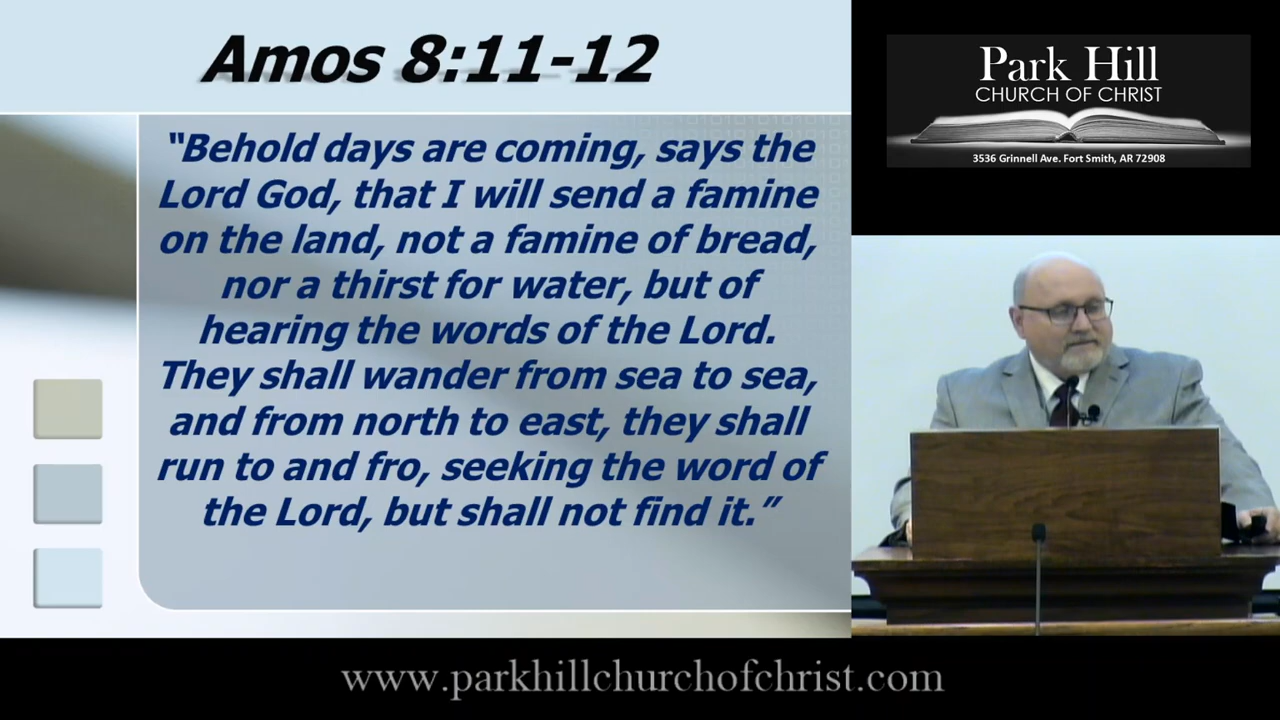 Amos 8:11-12
“Behold days are coming, says the
Lord God, that I will send a famine
on the land, not a famine of bread,
nor a thirst for water, but of
hearing the words of the Lord.
They shall wander from sea to sea,
and from north to east, they shall
run to and fro, seeking the word of
the Lord, but shall not find it.”
Park Hill
CHURCH OF CHRIST
3536 Grinnell Ave. Fort Smith, AR 72908
www.parkhillchurchofchrist.com